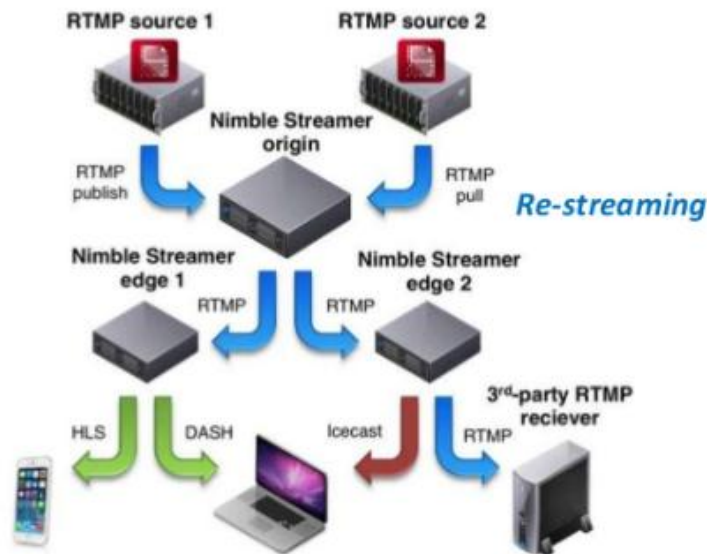 RTMP source 1
RTMP source 2
Nimble Streamer
origin
RTMP
publish
RTMP
pull
Re-streaming
Nimble Streamer
edge 1
Nimble Streamer
edge 2
RTMP
RTMP
3rd-party RTMP
reciever
HLS
DASH
Icecast
RTMP